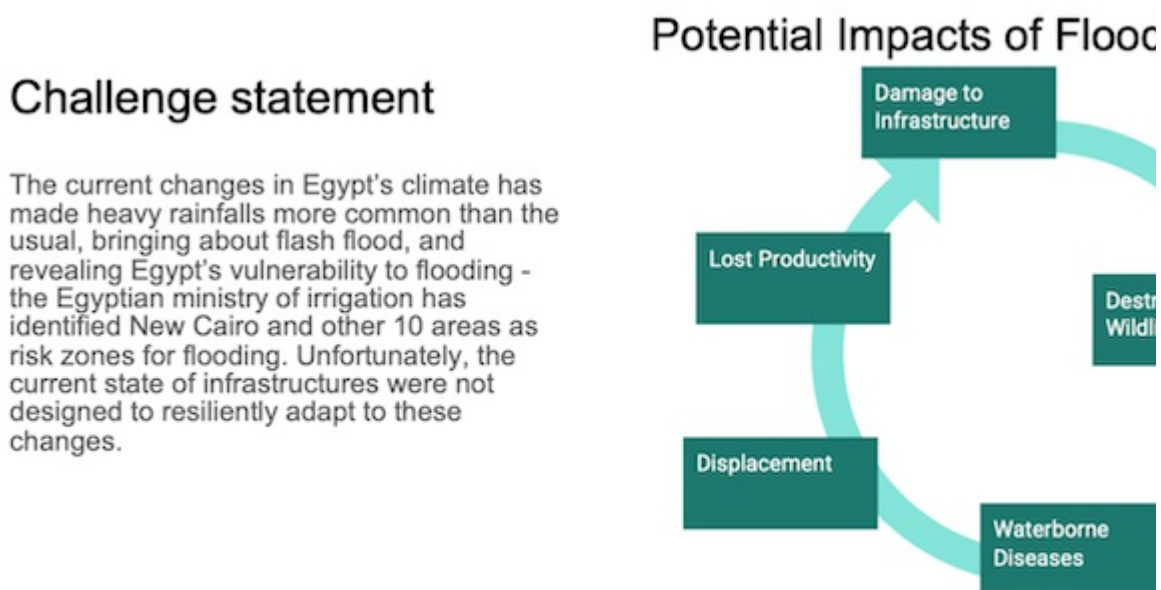 Challenge statement
The current changes in Egypt's climate has
made heavy rainfalls more common than the
usual, bringing about flash flood, and
revealing Egypt's vulnerability to flooding -
the Egyptian ministry of irrigation has
identified New Cairo and other 10 areas as
risk zones for flooding. Unfortunately, the
current state of infrastructures were not
designed to resiliently adapt to these
changes.
Potential Impacts of
Damage to
Infrastructure
Lost Productivity
Displacement
Waterborne
Diseases